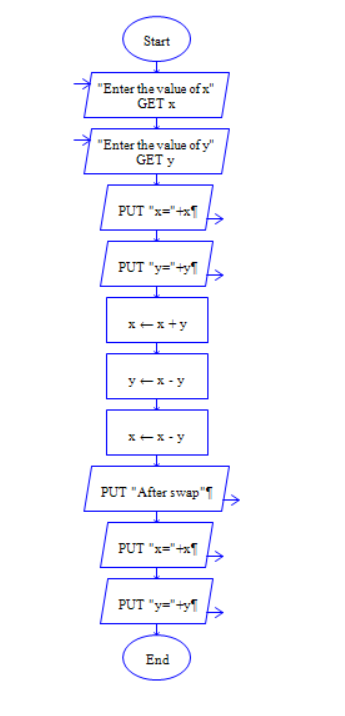 Start
"Enter the value of x"
GET x
"Enter the value of y"
GET y
PUT "x="+x¶
PUT "y="+y¶
x ← x + y
y ← x - y
x ← x - y
PUT "After swap"¶
PUT "x="+x¶
PUT "y="+y¶
End